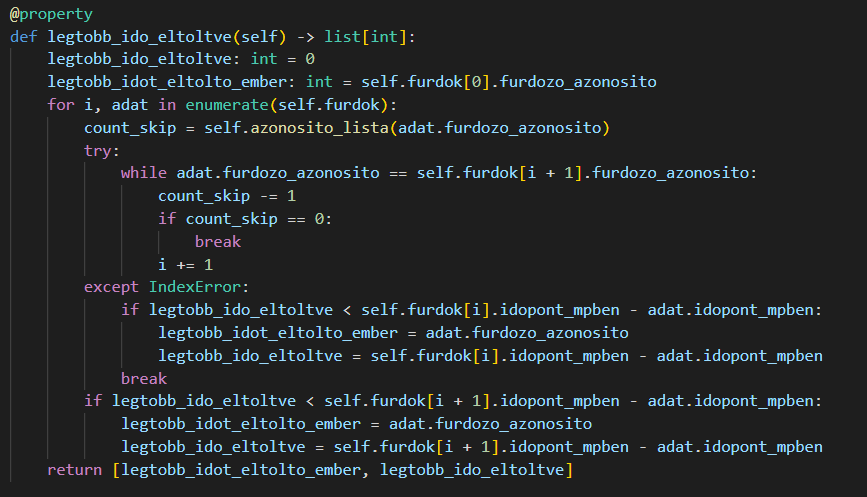 @property
def legtobb_ido_eltoltve(self) -> list[int]:
    legtobb_ido_eltoltve: int = 0
    legtobb_idot_eltolto_ember: int = self.furdok[0].furdozo_azonosito
    for i, adat in enumerate(self.furdok):
        count_skip = self.azonosito_lista(adat.furdozo_azonosito)
        try:
            while adat.furdozo_azonosito == self.furdok[i + 1].furdozo_azonosito:
                count_skip -= 1
                if count_skip == 0:
                    break
                i += 1
        except IndexError:
            if legtobb_ido_eltoltve < self.furdok[i].idopont_mpben - adat.idopont_mpben:
                legtobb_idot_eltolto_ember = adat.furdozo_azonosito
                legtobb_ido_eltoltve = self.furdok[i].idopont_mpben - adat.idopont_mpben
            break
        if legtobb_ido_eltoltve < self.furdok[i + 1].idopont_mpben - adat.idopont_mpben:
            legtobb_idot_eltolto_ember = adat.furdozo_azonosito
            legtobb_ido_eltoltve = self.furdok[i + 1].idopont_mpben - adat.idopont_mpben
    return [legtobb_idot_eltolto_ember, legtobb_ido_eltoltve]